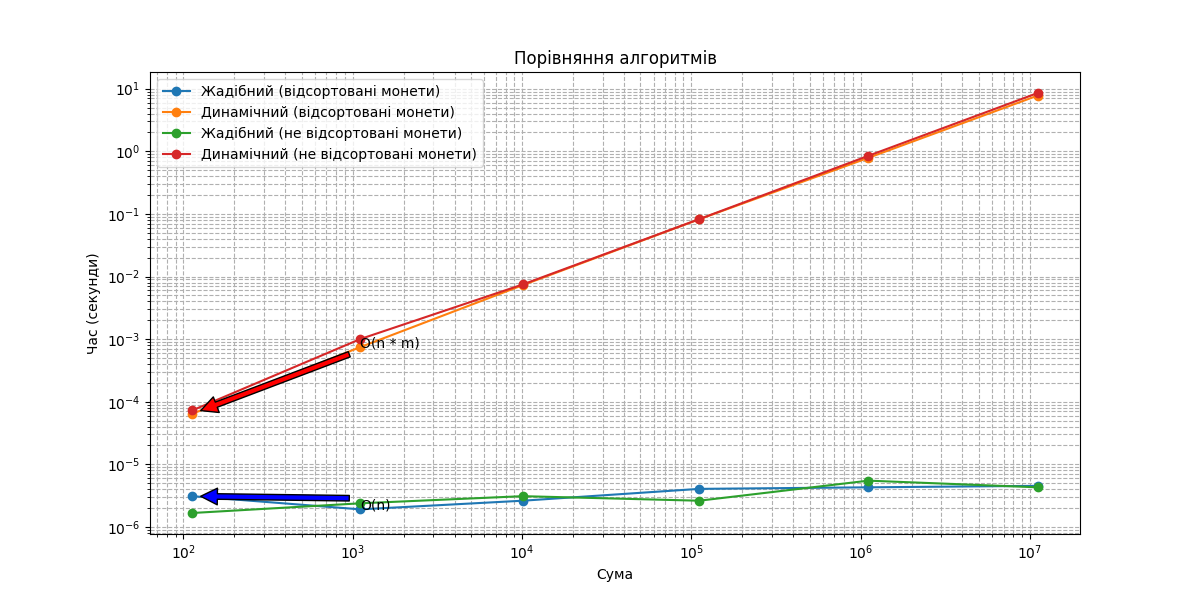 Порівняння алгоритмів
Жадібний (відсортовані монети)
Динамічний (відсортовані монети)
Жадібний (не відсортовані монети)
Динамічний (не відсортовані монети)
10¹
10⁰
10⁻¹
10⁻²
10⁻³
10⁻⁴
10⁻⁵
10⁻⁶
Час (секунди)
O(n * m)
O(n)
10² 10³ 10⁴ 10⁵ 10⁶ 10⁷
Сума